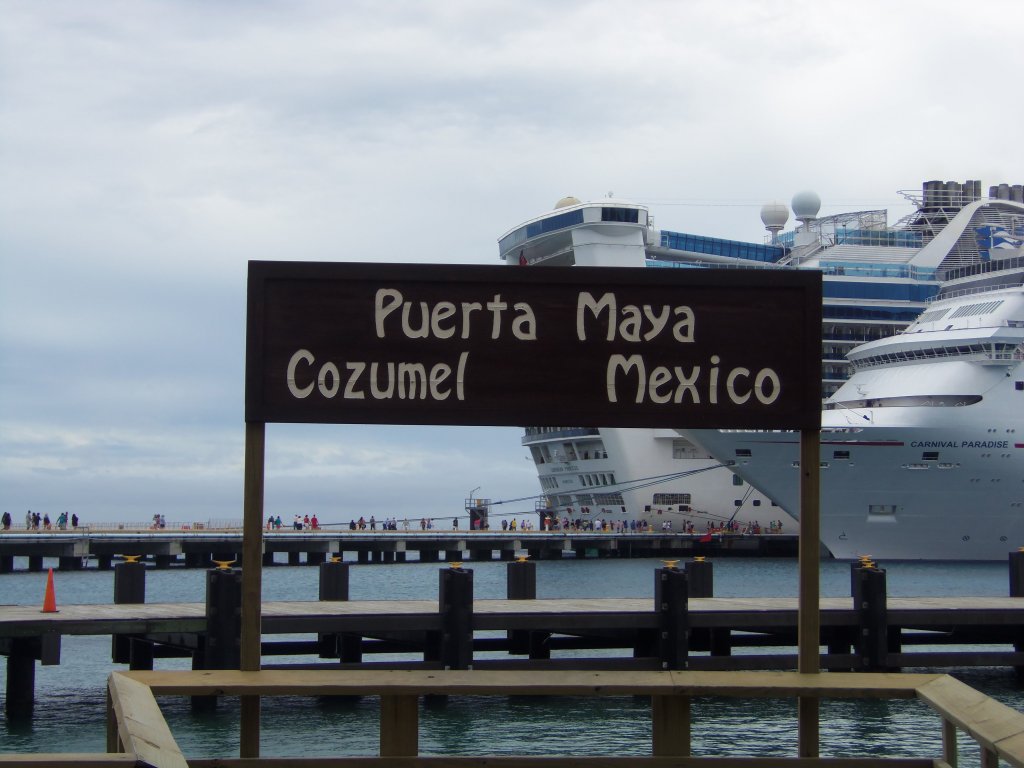 Puerta Maya
Cozumel Mexico
CARNIVAL PARADISE